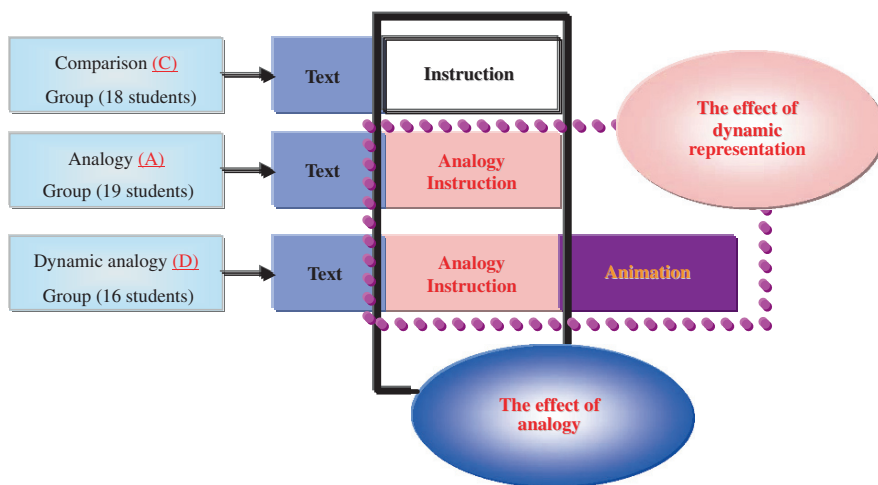 Comparison (C)
Group (18 students)
Text
Instruction
The effect of
dynamic
representation
Analogy (A)
Group (19 students)
Text
Analogy
Instruction
Dynamic analogy (D)
Group (16 students)
Text
Analogy
Instruction
Animation
The effect of
analogy